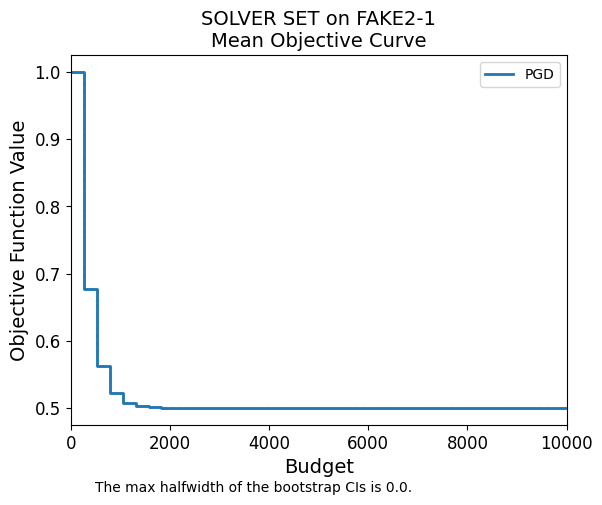 SOLVER SET on FAKE2-1
Mean Objective Curve
PGD
Objective Function Value
1.0
0.9
0.8
0.7
0.6
0.5
0 2000 4000 6000 8000 10000
Budget
The max halfwidth of the bootstrap CIs is 0.0.